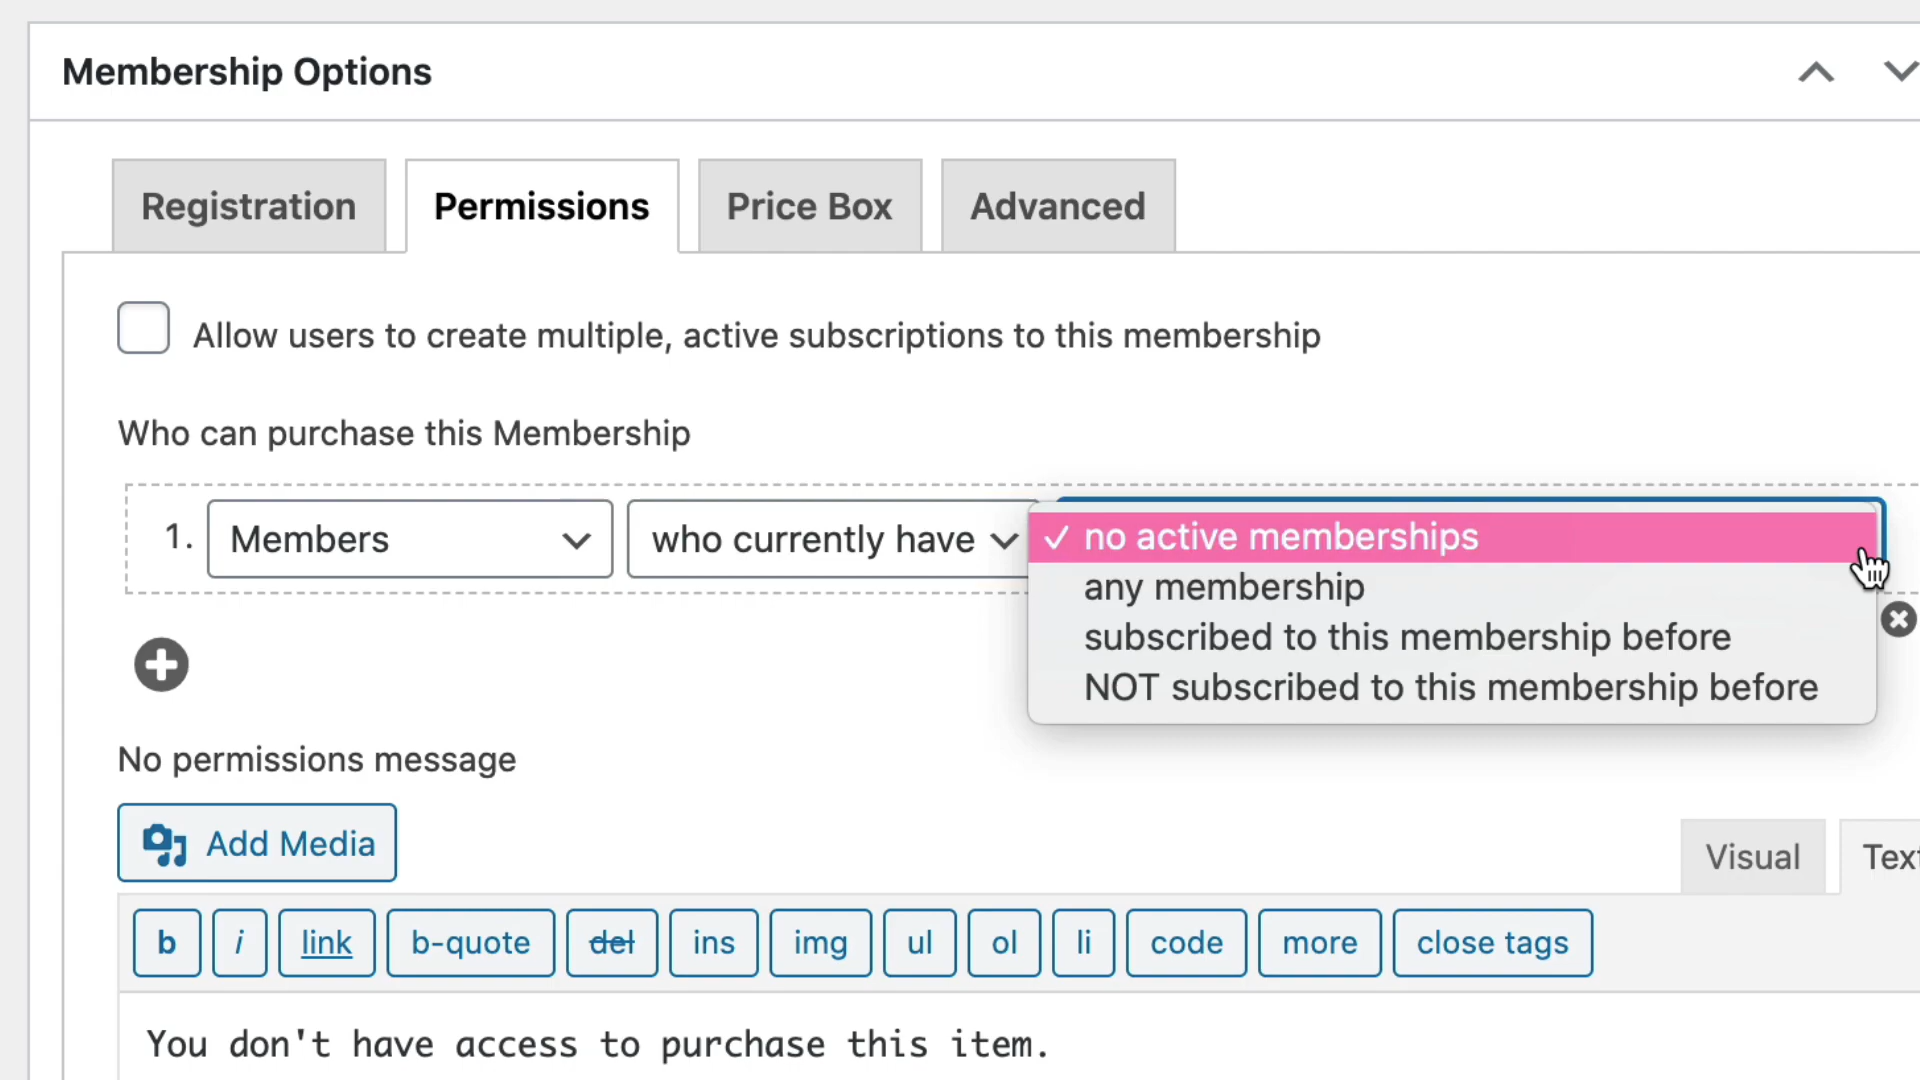 Membership Options
Registration Permissions Price Box Advanced
Allow users to create multiple, active subscriptions to this membership
Who can purchase this Membership
1. Members who currently have ✓ no active memberships
any membership
subscribed to this membership before
NOT subscribed to this membership before
No permissions message
Add Media
Visual Text
b i link b-quote del ins img ul ol li code more close tags
You don't have access to purchase this item.